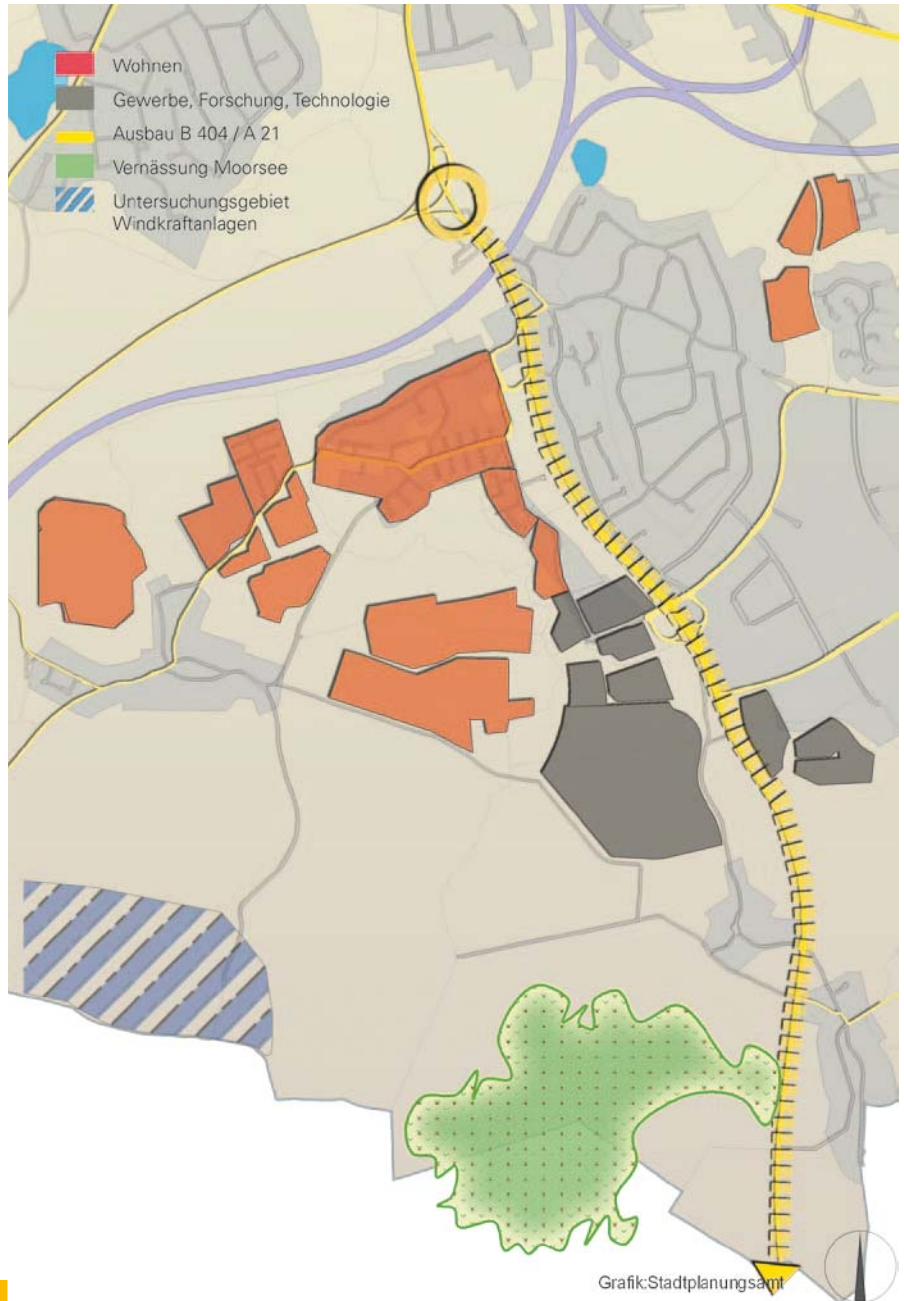 Wohnen
Gewerbe, Forschung, Technologie
Ausbau B 404 / A 21
Vernässung Moorsee
Untersuchungsgebiet
Windkraftanlagen
Grafik:Stadtplanungsamt